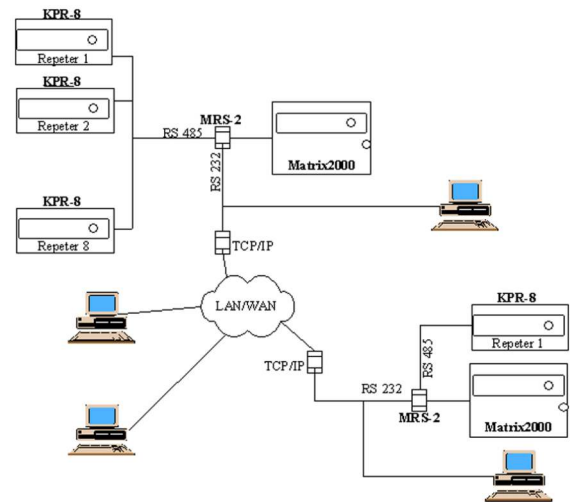 KPR-8
Repeter 1
KPR-8
Repeter 2
KPR-8
Repeter 8
RS 485
MRS-2
RS 232
Matrix2000
TCP/IP
LAN/WAN
TCP/IP
RS 232
MRS-2
RS 485
KPR-8
Repeter 1
Matrix2000